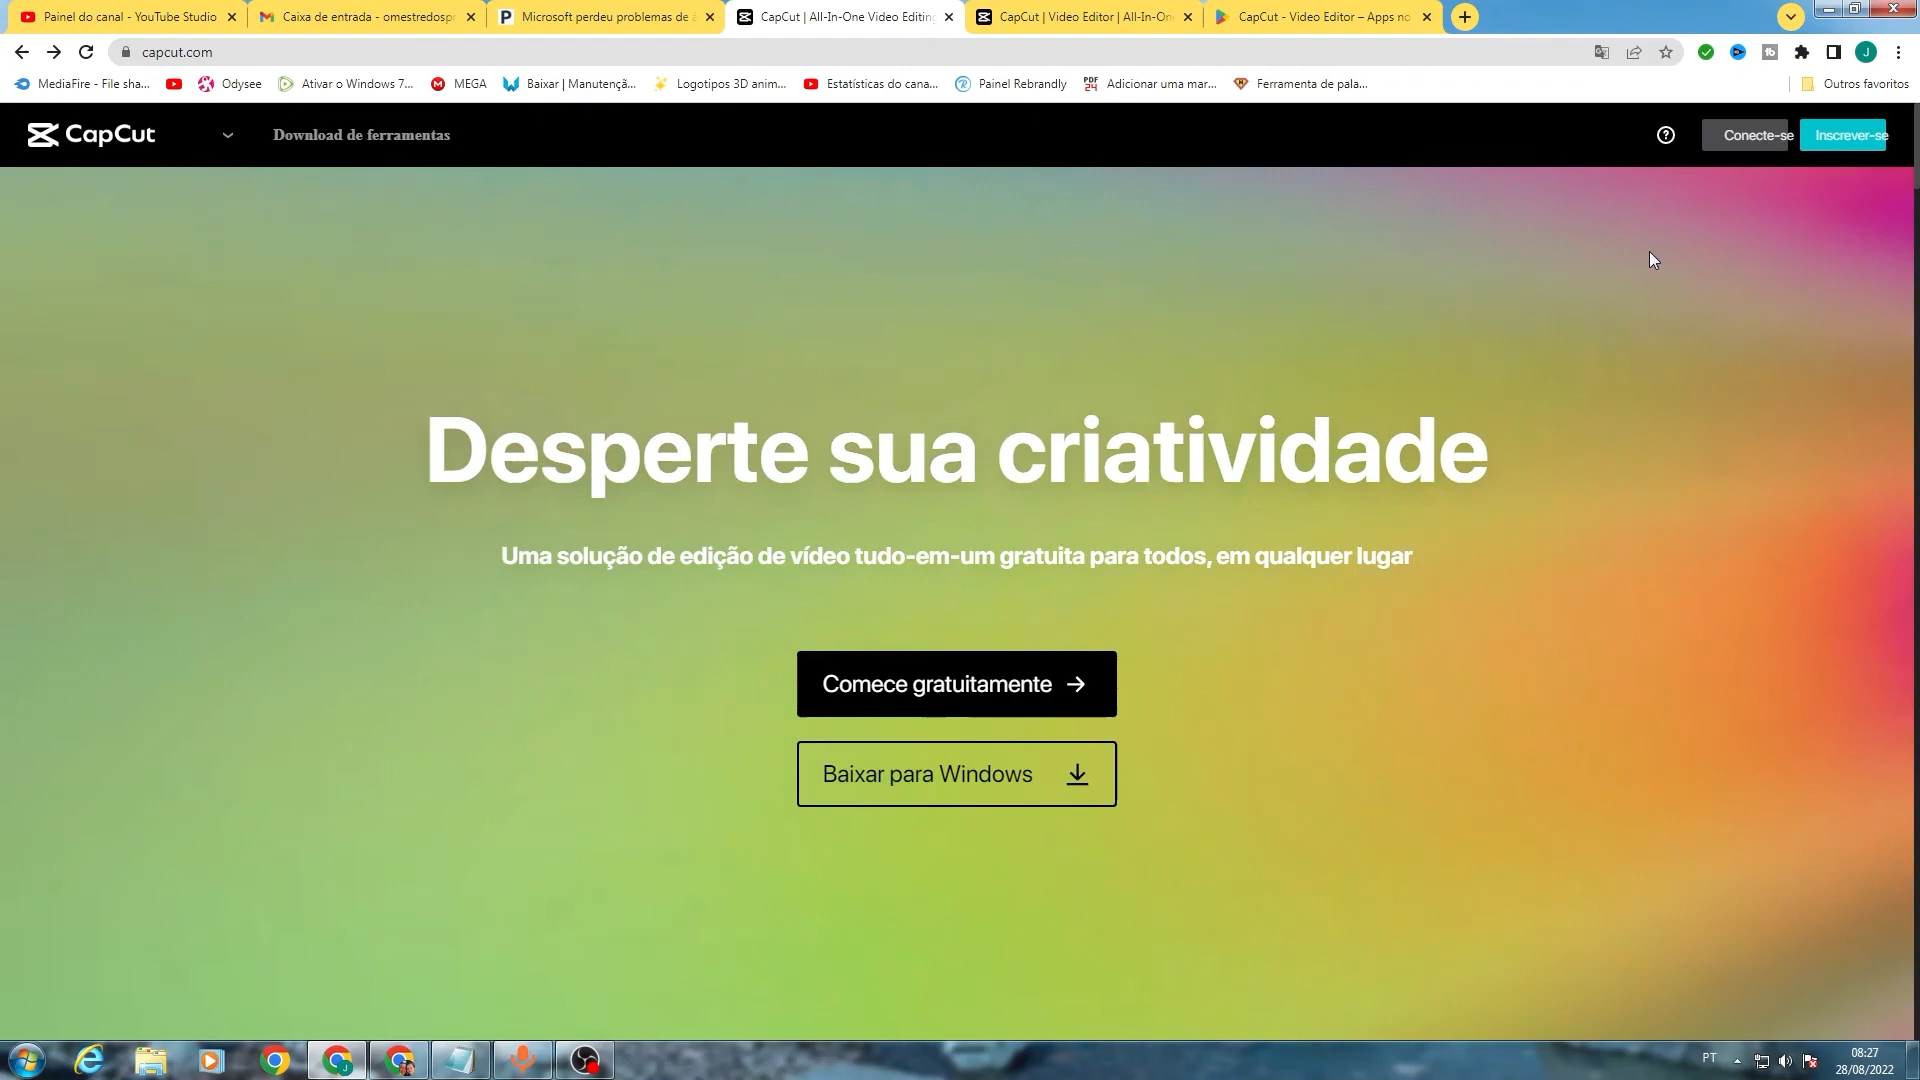 Painel do canal - YouTube Studio
Caixa de entrada - omestredospr
Microsoft perdeu problemas de á
CapCut | All-In-One Video Editing
CapCut | Video Editor | All-In-On
CapCut - Video Editor – Apps no
capcut.com
MediaFire - File sha...
Odysee
Ativar o Windows 7...
MEGA
Baixar | Manutençã...
Logotipos 3D anim...
Estatísticas do cana...
Painel Rebrandly
PDF 24
Adicionar uma mar...
Ferramenta de pala...
Outros favoritos
CapCut
Download de ferramentas
Conecte-se
Inscrever-se
Desperte sua criatividade
Uma solução de edição de vídeo tudo-em-um gratuita para todos, em qualquer lugar
Comece gratuitamente
Baixar para Windows
PT
08:27
28/08/2022